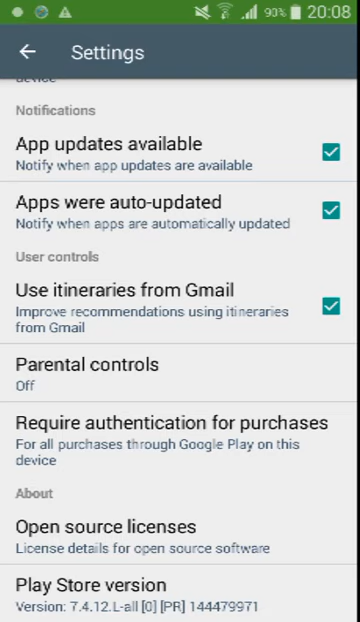 90% 20:08
Settings
device
Notifications
App updates available
Notify when app updates are available
Apps were auto-updated
Notify when apps are automatically updated
User controls
Use itineraries from Gmail
Improve recommendations using itineraries
from Gmail
Parental controls
Off
Require authentication for purchases
For all purchases through Google Play on this
device
About
Open source licenses
License details for open source software
Play Store version
Version: 7.4.12.L-all [0] [PR] 144479971